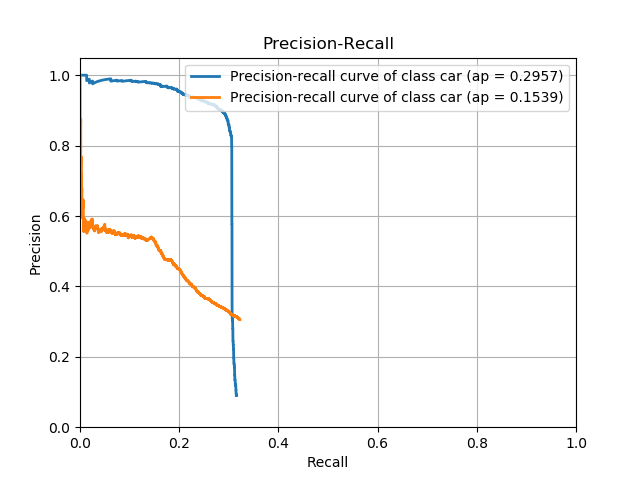 Precision-Recall
Precision-recall curve of class car (ap = 0.2957)
Precision-recall curve of class car (ap = 0.1539)
1.0
0.8
0.6
0.4
0.2
0.0
Precision
0.0 0.2 0.4 0.6 0.8 1.0
Recall